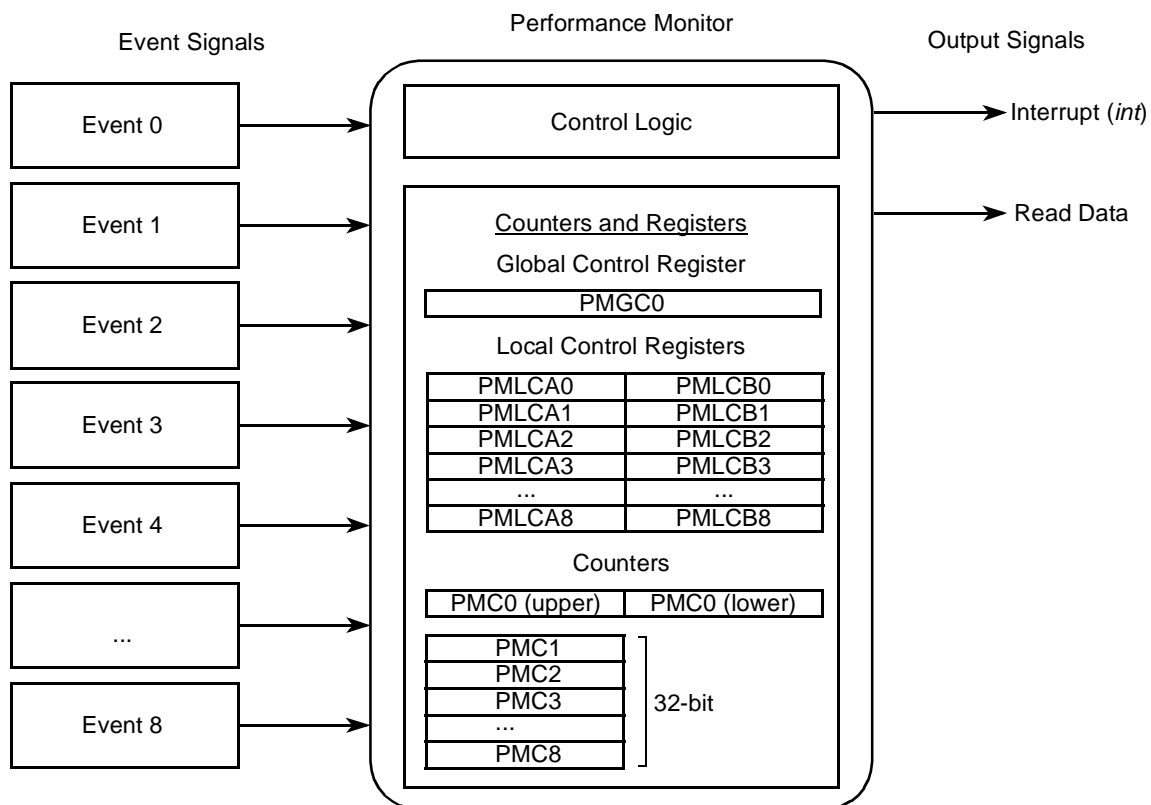 Event Signals
Performance Monitor
Output Signals
Event 0
Event 1
Event 2
Event 3
Event 4
...
Event 8
Control Logic
Counters and Registers
Global Control Register
PMGC0
Local Control Registers
PMLCA0 PMLCB0
PMLCA1 PMLCB1
PMLCA2 PMLCB2
PMLCA3 PMLCB3
... ...
PMLCA8 PMLCB8
Counters
PMC0 (upper) PMC0 (lower)
PMC1
PMC2
PMC3
...
PMC8
32-bit
Interrupt (int)
Read Data